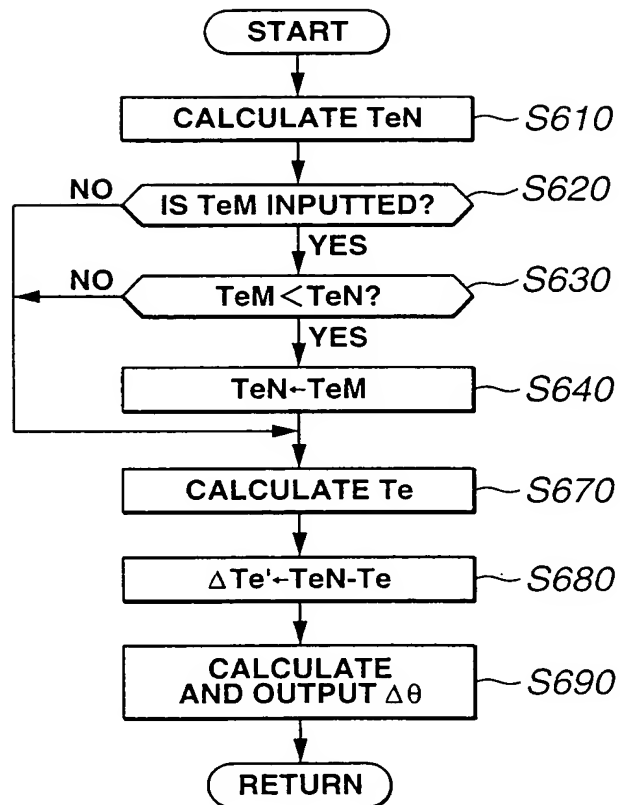 START
CALCULATE TeN
S610
IS TeM INPUTTED?
S620
NO
YES
TeM<TeN?
S630
NO
YES
TeN←TeM
S640
CALCULATE Te
S670
ΔTe'←TeN-Te
S680
CALCULATE
AND OUTPUT Δθ
S690
RETURN